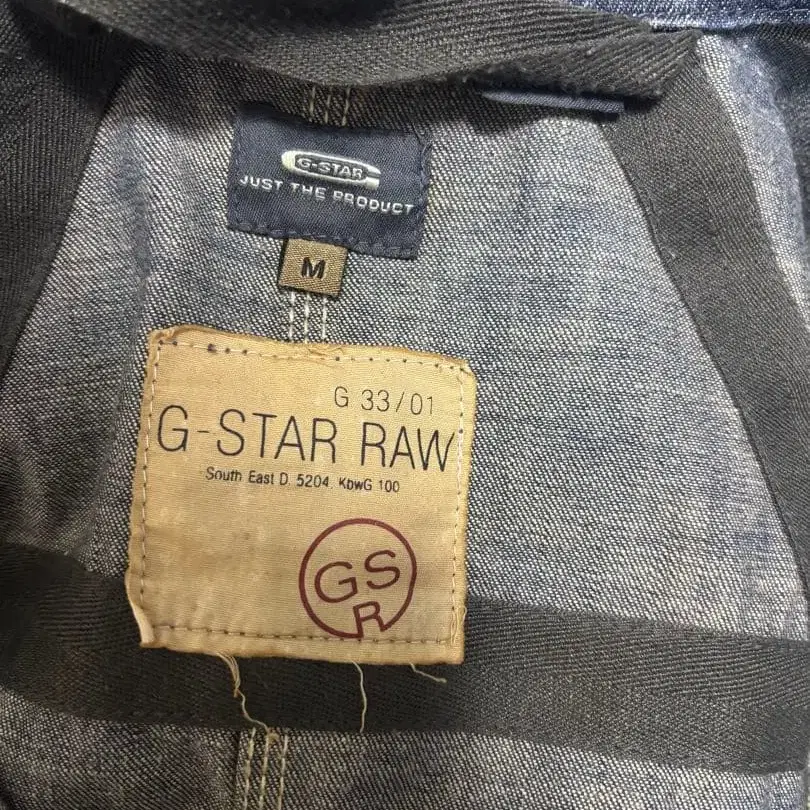 G-STAR
JUST THE PRODUCT
M
G 33/01
G-STAR RAW
South East D. 5204. KbwG 100
GS
R